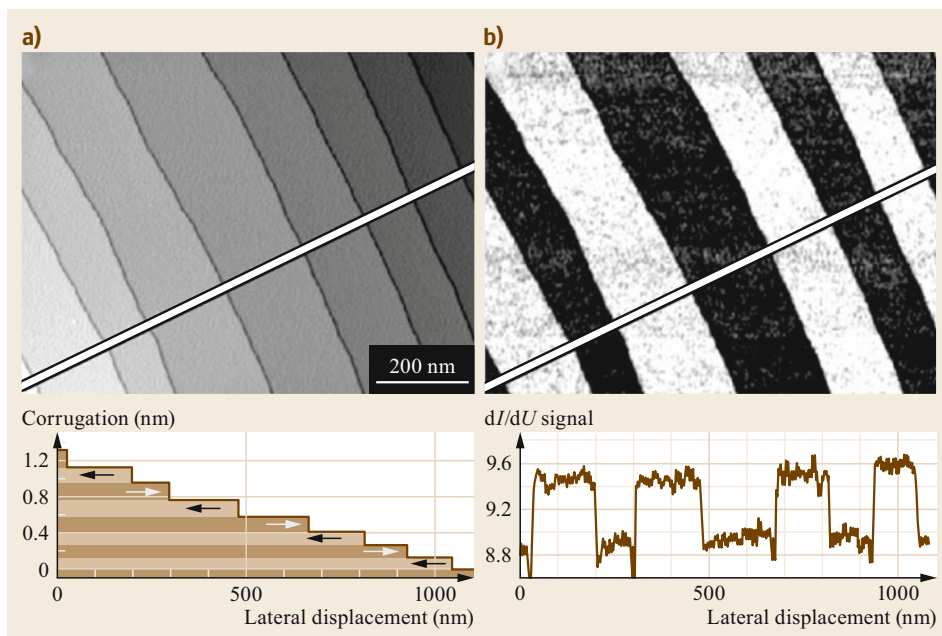 a)
b)
200 nm
Corrugation (nm)
1.2
0.8
0.4
0
0
500
1000
Lateral displacement (nm)
dI/dU signal
9.6
9.2
8.8
0
500
1000
Lateral displacement (nm)